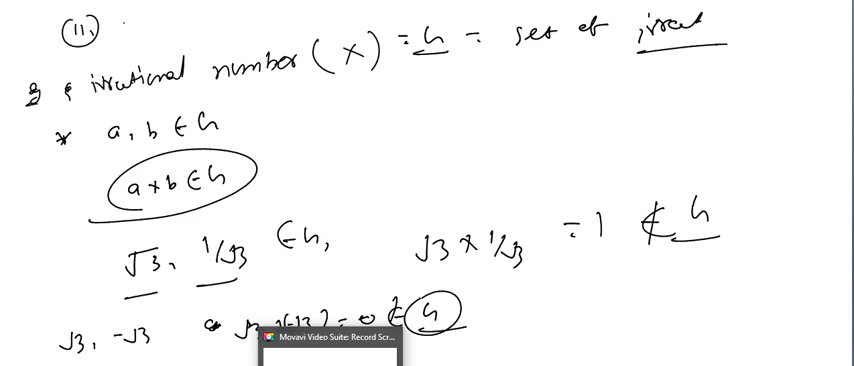 (11)
irrational number (x) = G = set of irrat
* a, b ∈ G
a x b ∈ G
√3, 1/√3 ∈ G, √3 x 1/√3 = 1 ∉ G
√3, -√3 = 0 ∉ G
Movavi Video Suite: Record Scr...